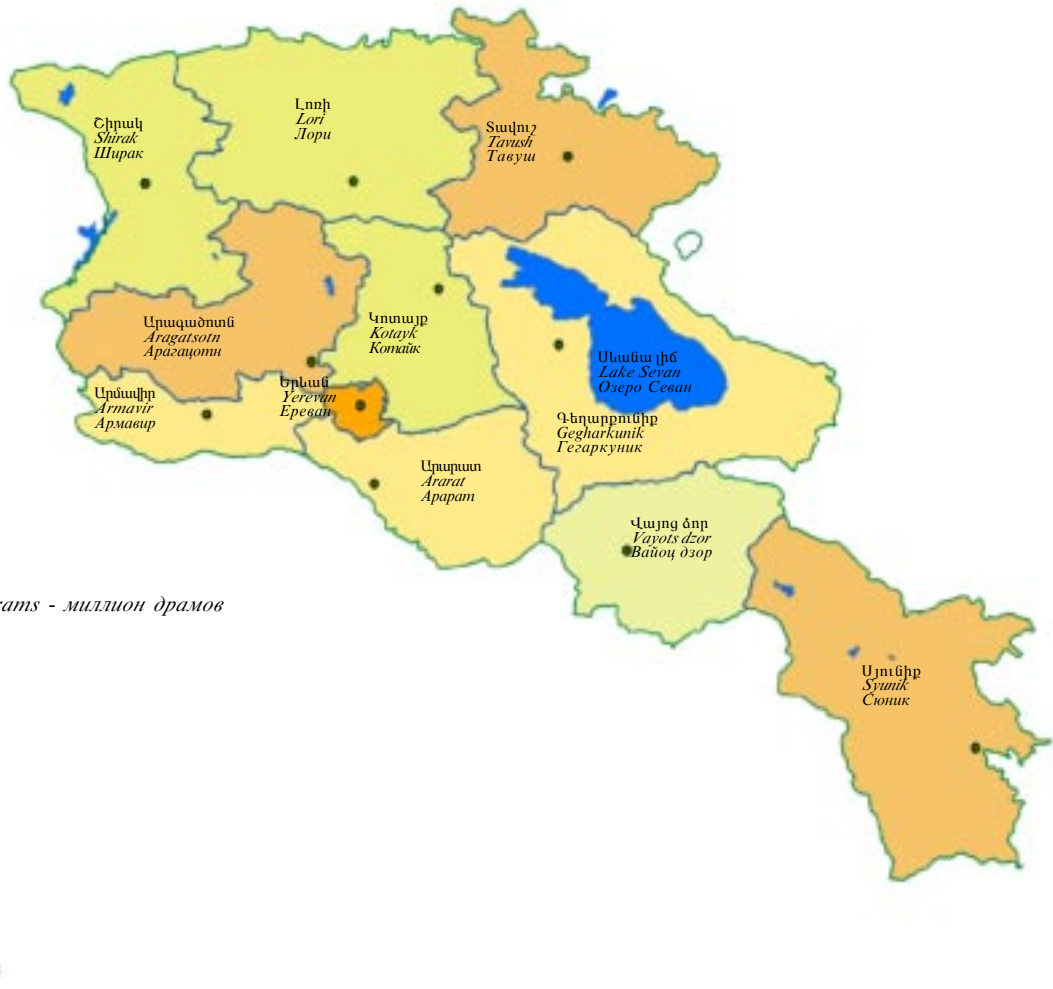 Շիրակ
Shirak
Ширак
Լոռի
Lori
Лори
Տավուշ
Tavush
Тавуш
Արագածոտն
Aragatsotn
Арагацотн
Կոտայք
Kotayk
Котайк
Սևանա լիճ
Lake Sevan
Озеро Севан
Երևան
Yerevan
Ереван
Արմավիր
Armavir
Армавир
Գեղարքունիք
Gegharkunik
Гегаркуник
Արարատ
Ararat
Арарат
Վայոց ձոր
Vayots dzor
Вайоц дзор
rams - миллион драмов
Սյունիք
Syunik
Сюник